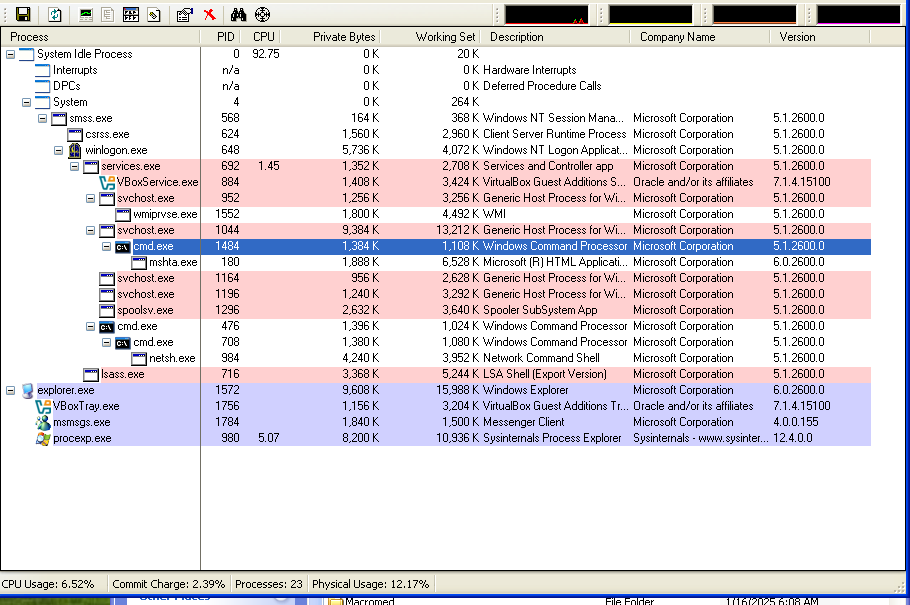 Process PID CPU Private Bytes Working Set Description Company Name Version
System Idle Process 0 92.75 0 K 20 K
Interrupts n/a 0 K 0 K Hardware Interrupts
DPCs n/a 0 K 0 K Deferred Procedure Calls
System 4 0 K 264 K
smss.exe 568 164 K 368 K Windows NT Session Mana... Microsoft Corporation 5.1.2600.0
csrss.exe 624 1,560 K 2,960 K Client Server Runtime Process Microsoft Corporation 5.1.2600.0
winlogon.exe 648 5,736 K 4,072 K Windows NT Logon Applicat... Microsoft Corporation 5.1.2600.0
services.exe 692 1.45 1,352 K 2,708 K Services and Controller app Microsoft Corporation 5.1.2600.0
VBoxService.exe 884 1,408 K 3,424 K VirtualBox Guest Additions S... Oracle and/or its affiliates 7.1.4.15100
svchost.exe 952 1,256 K 3,256 K Generic Host Process for Wi... Microsoft Corporation 5.1.2600.0
wmiprvse.exe 1552 1,800 K 4,492 K WMI Microsoft Corporation 5.1.2600.0
svchost.exe 1044 9,384 K 13,212 K Generic Host Process for Wi... Microsoft Corporation 5.1.2600.0
C:\ cmd.exe 1484 1,384 K 1,108 K Windows Command Processor Microsoft Corporation 5.1.2600.0
mshta.exe 180 1,888 K 6,528 K Microsoft (R) HTML Applicati... Microsoft Corporation 6.0.2600.0
svchost.exe 1164 956 K 2,628 K Generic Host Process for Wi... Microsoft Corporation 5.1.2600.0
svchost.exe 1196 1,240 K 3,292 K Generic Host Process for Wi... Microsoft Corporation 5.1.2600.0
spoolsv.exe 1296 2,632 K 3,640 K Spooler SubSystem App Microsoft Corporation 5.1.2600.0
C:\ cmd.exe 476 1,396 K 1,024 K Windows Command Processor Microsoft Corporation 5.1.2600.0
C:\ cmd.exe 708 1,380 K 1,080 K Windows Command Processor Microsoft Corporation 5.1.2600.0
netsh.exe 984 4,240 K 3,952 K Network Command Shell Microsoft Corporation 5.1.2600.0
lsass.exe 716 3,368 K 5,244 K LSA Shell (Export Version) Microsoft Corporation 5.1.2600.0
explorer.exe 1572 9,608 K 15,988 K Windows Explorer Microsoft Corporation 6.0.2600.0
VBoxTray.exe 1756 1,156 K 3,204 K VirtualBox Guest Additions Tr... Oracle and/or its affiliates 7.1.4.15100
msmsgs.exe 1784 1,840 K 1,500 K Messenger Client Microsoft Corporation 4.0.0.155
procexp.exe 980 5.07 8,200 K 10,936 K Sysinternals Process Explorer Sysinternals - www.sysinter... 12.4.0.0
CPU Usage: 6.52% Commit Charge: 2.39% Processes: 23 Physical Usage: 12.17%
Other Places Macromed File Folder 1/16/2025 6:08 AM